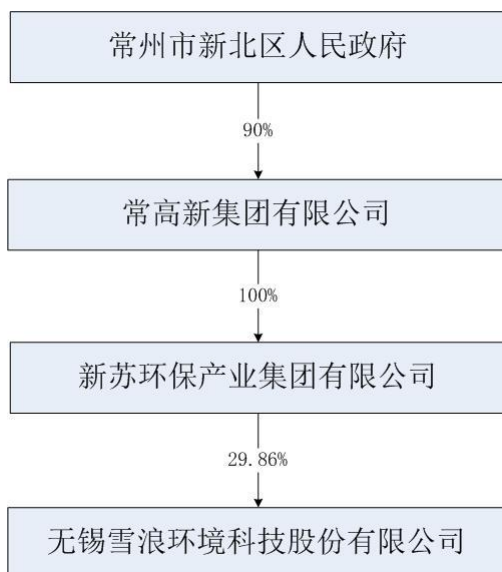 常州市新北区人民政府
90%
常高新集团有限公司
100%
新苏环保产业集团有限公司
29.86%
无锡雪浪环境科技股份有限公司